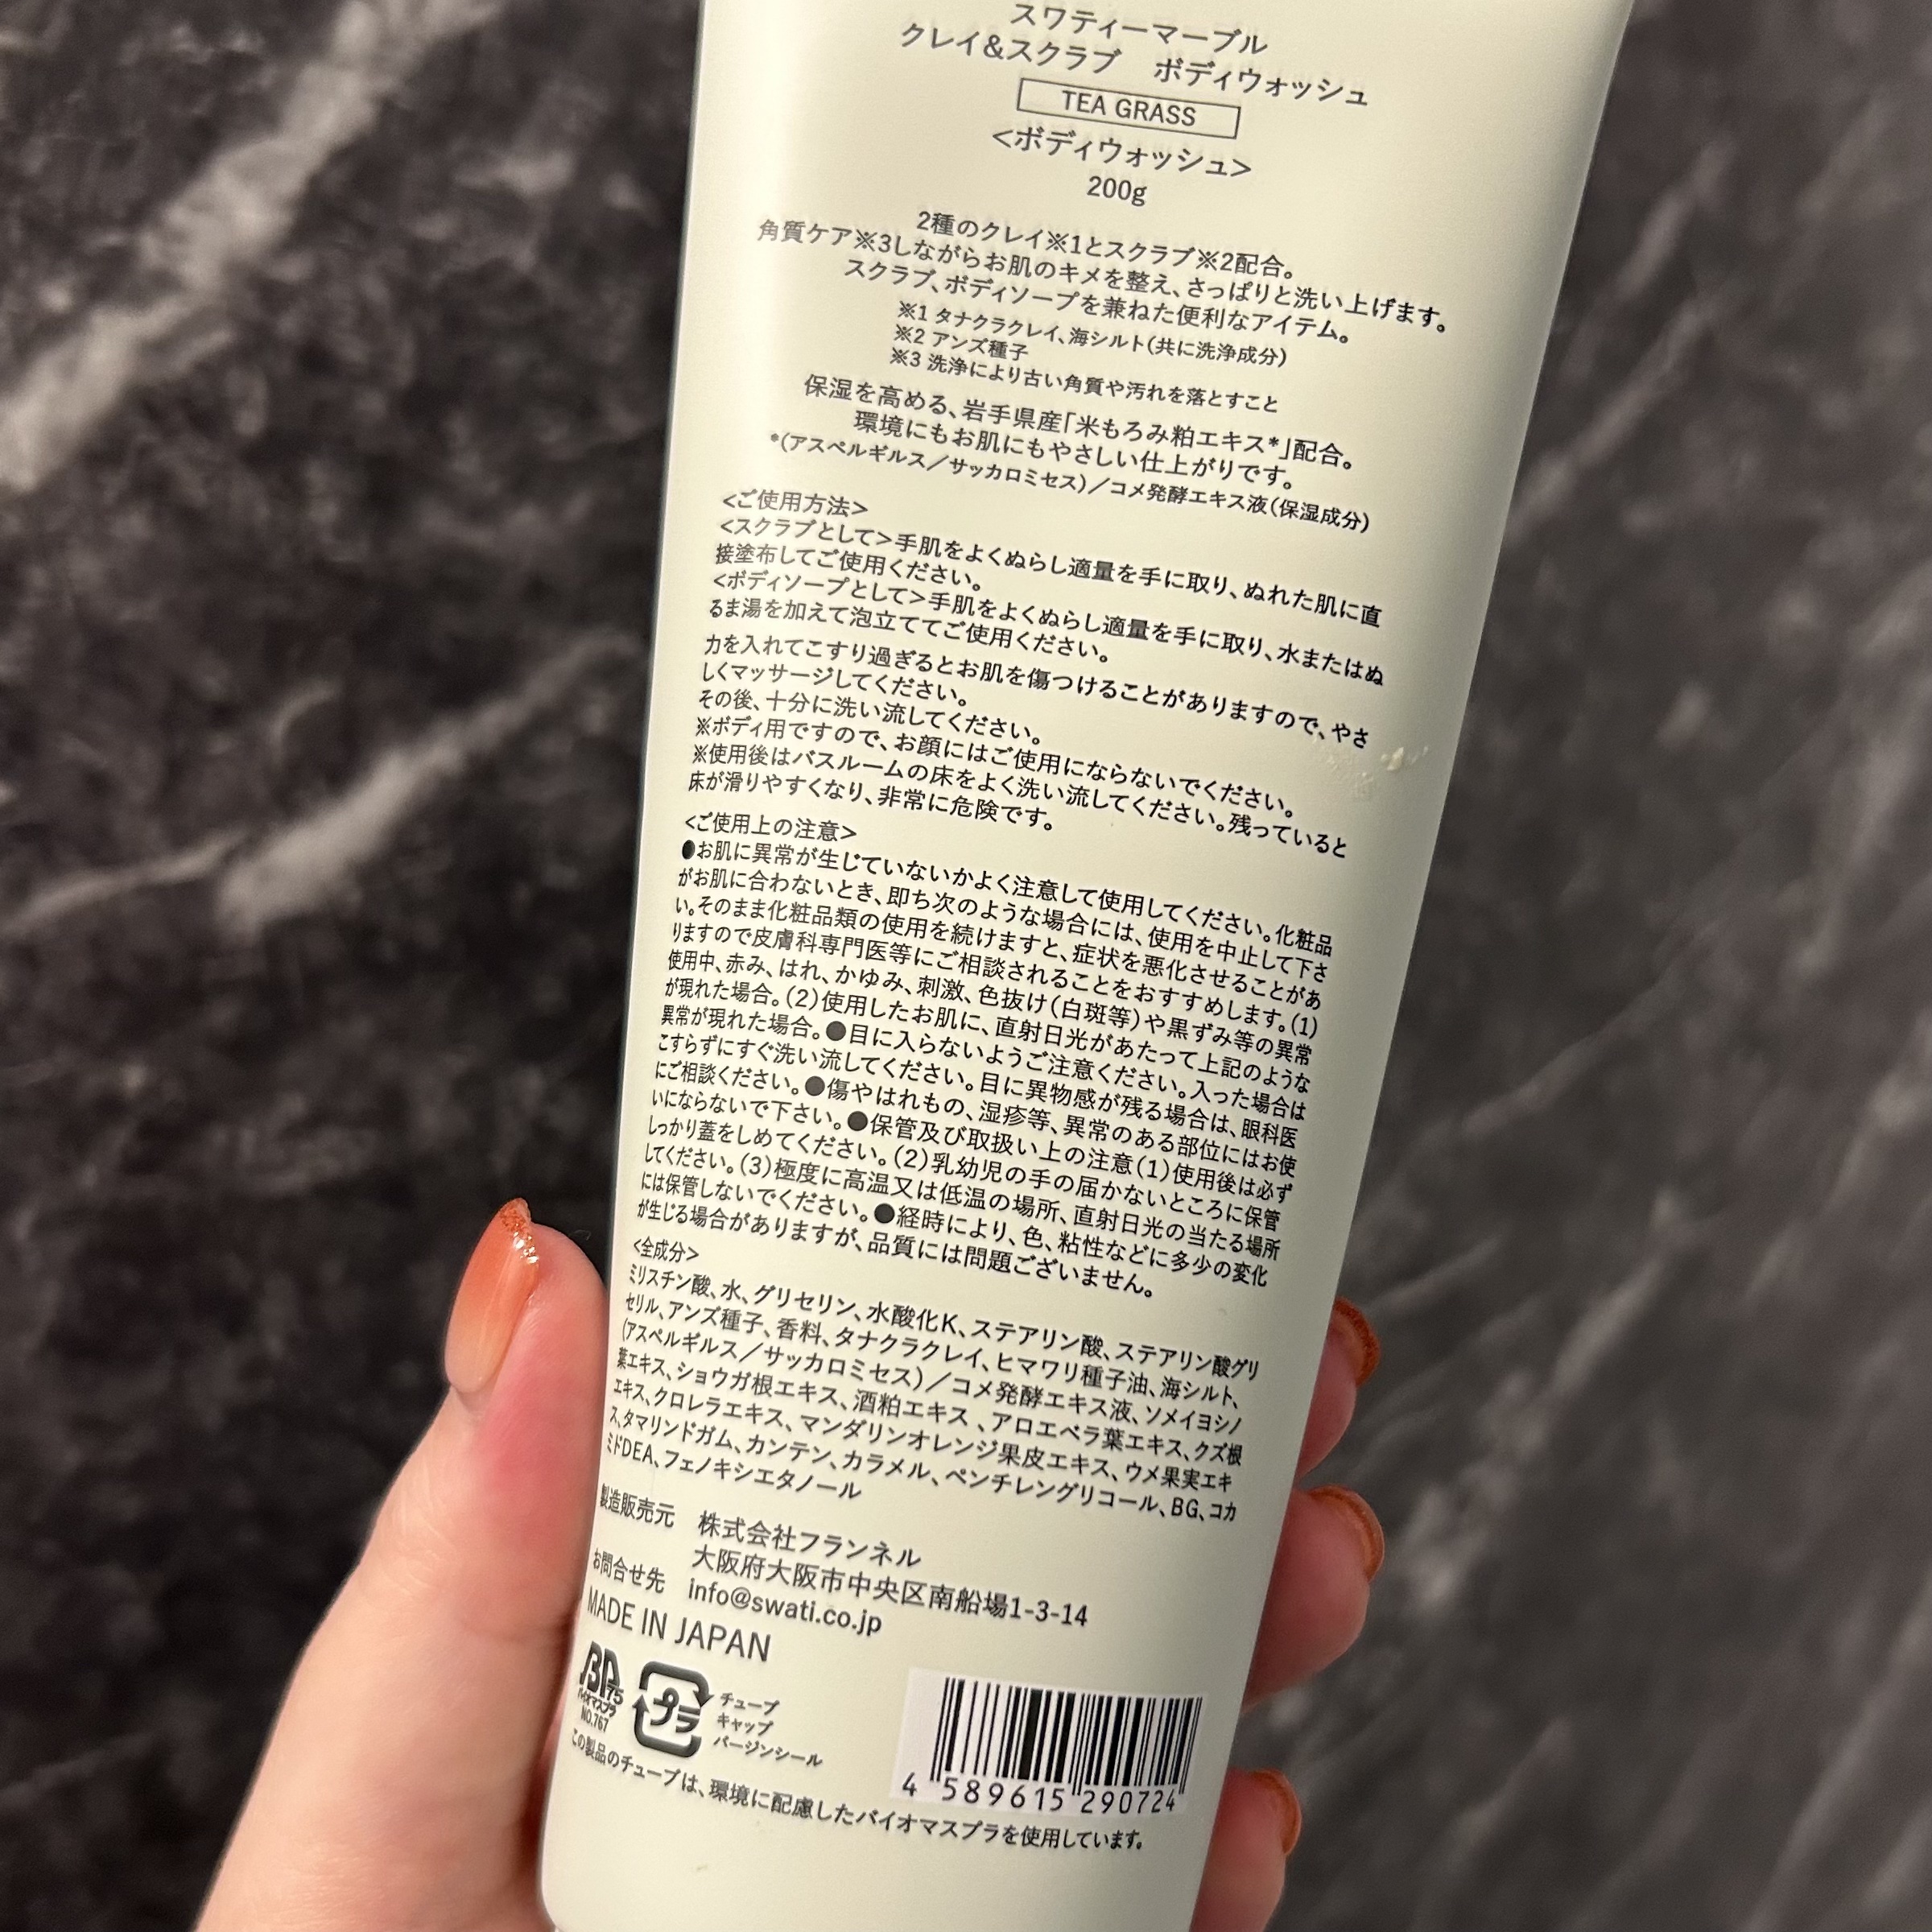 スワティーマーブル
クレイ&スクラブ　ボディウォッシュ
TEA GRASS
<ボディウォッシュ>
200g
2種のクレイ※1とスクラブ※2配合。
角質ケア※3しながらお肌のキメを整え、さっぱりと洗い上げます。
スクラブ、ボディソープを兼ねた便利なアイテム。
※1 タナクラクレイ、海シルト(共に洗浄成分)
※2 アンズ種子
※3 洗浄により古い角質や汚れを落とすこと
保湿を高める、岩手県産「米もろみ粕エキス*」配合。
環境にもお肌にもやさしい仕上がりです。
*(アスペルギルス／サッカロミセス)／コメ発酵エキス液(保湿成分)
<ご使用方法>
<スクラブとして>手肌をよくぬらし適量を手に取り、ぬれた肌に直
接塗布してご使用ください。
<ボディソープとして>手肌をよくぬらし適量を手に取り、水またはぬ
るま湯を加えて泡立ててご使用ください。
力を入れてこすり過ぎるとお肌を傷つけることがありますので、やさ
しくマッサージしてください。
その後、十分に洗い流してください。
※ボディ用ですので、お顔にはご使用にならないでください。
※使用後はバスルームの床をよく洗い流してください。残っていると
床が滑りやすくなり、非常に危険です。
<ご使用上の注意>
●お肌に異常が生じていないかよく注意して使用してください。化粧品
がお肌に合わないとき、即ち次のような場合には、使用を中止して下さ
い。そのまま化粧品類の使用を続けますと、症状を悪化させることがあ
りますので皮膚科専門医等にご相談されることをおすすめします。(1)
使用中、赤み、はれ、かゆみ、刺激、色抜け(白斑等)や黒ずみ等の異常
が現れた場合。(2)使用したお肌に、直射日光があたって上記のような
異常が現れた場合。●目に入らないようご注意ください。入った場合は
こすらずにすぐ洗い流してください。目に異物感が残る場合は、眼科医
にご相談ください。●傷やはれもの、湿疹等、異常のある部位にはお使
いにならないで下さい。●保管及び取扱い上の注意(1)使用後は必ず
しっかり蓋をしめてください。(2)乳幼児の手の届かないところに保管
してください。(3)極度に高温又は低温の場所、直射日光の当たる場所
には保管しないでください。●経時により、色、粘性などに多少の変化
が生じる場合がありますが、品質には問題ございません。
<全成分>
ミリスチン酸、水、グリセリン、水酸化K、ステアリン酸、ステアリン酸グリ
セリル、アンズ種子、香料、タナクラクレイ、ヒマワリ種子油、海シルト、
(アスペルギルス／サッカロミセス)／コメ発酵エキス液、ソメイヨシノ
葉エキス、ショウガ根エキス、酒粕エキス 、アロエベラ葉エキス、クズ根
エキス、クロレラエキス、マンダリンオレンジ果皮エキス、ウメ果実エキ
ス、タマリンドガム、カンテン、カラメル、ペンチレングリコール、BG、コカ
ミドDEA、フェノキシエタノール
製造販売元　株式会社フランネル
大阪府大阪市中央区南船場1-3-14
お問合せ先　info@swati.co.jp
MADE IN JAPAN
BP
75
バイオマスプラ
NO.767
プラ
チューブ
キャップ
バージンシール
4 589615 290724
この製品のチューブは、環境に配慮したバイオマスプラを使用しています。